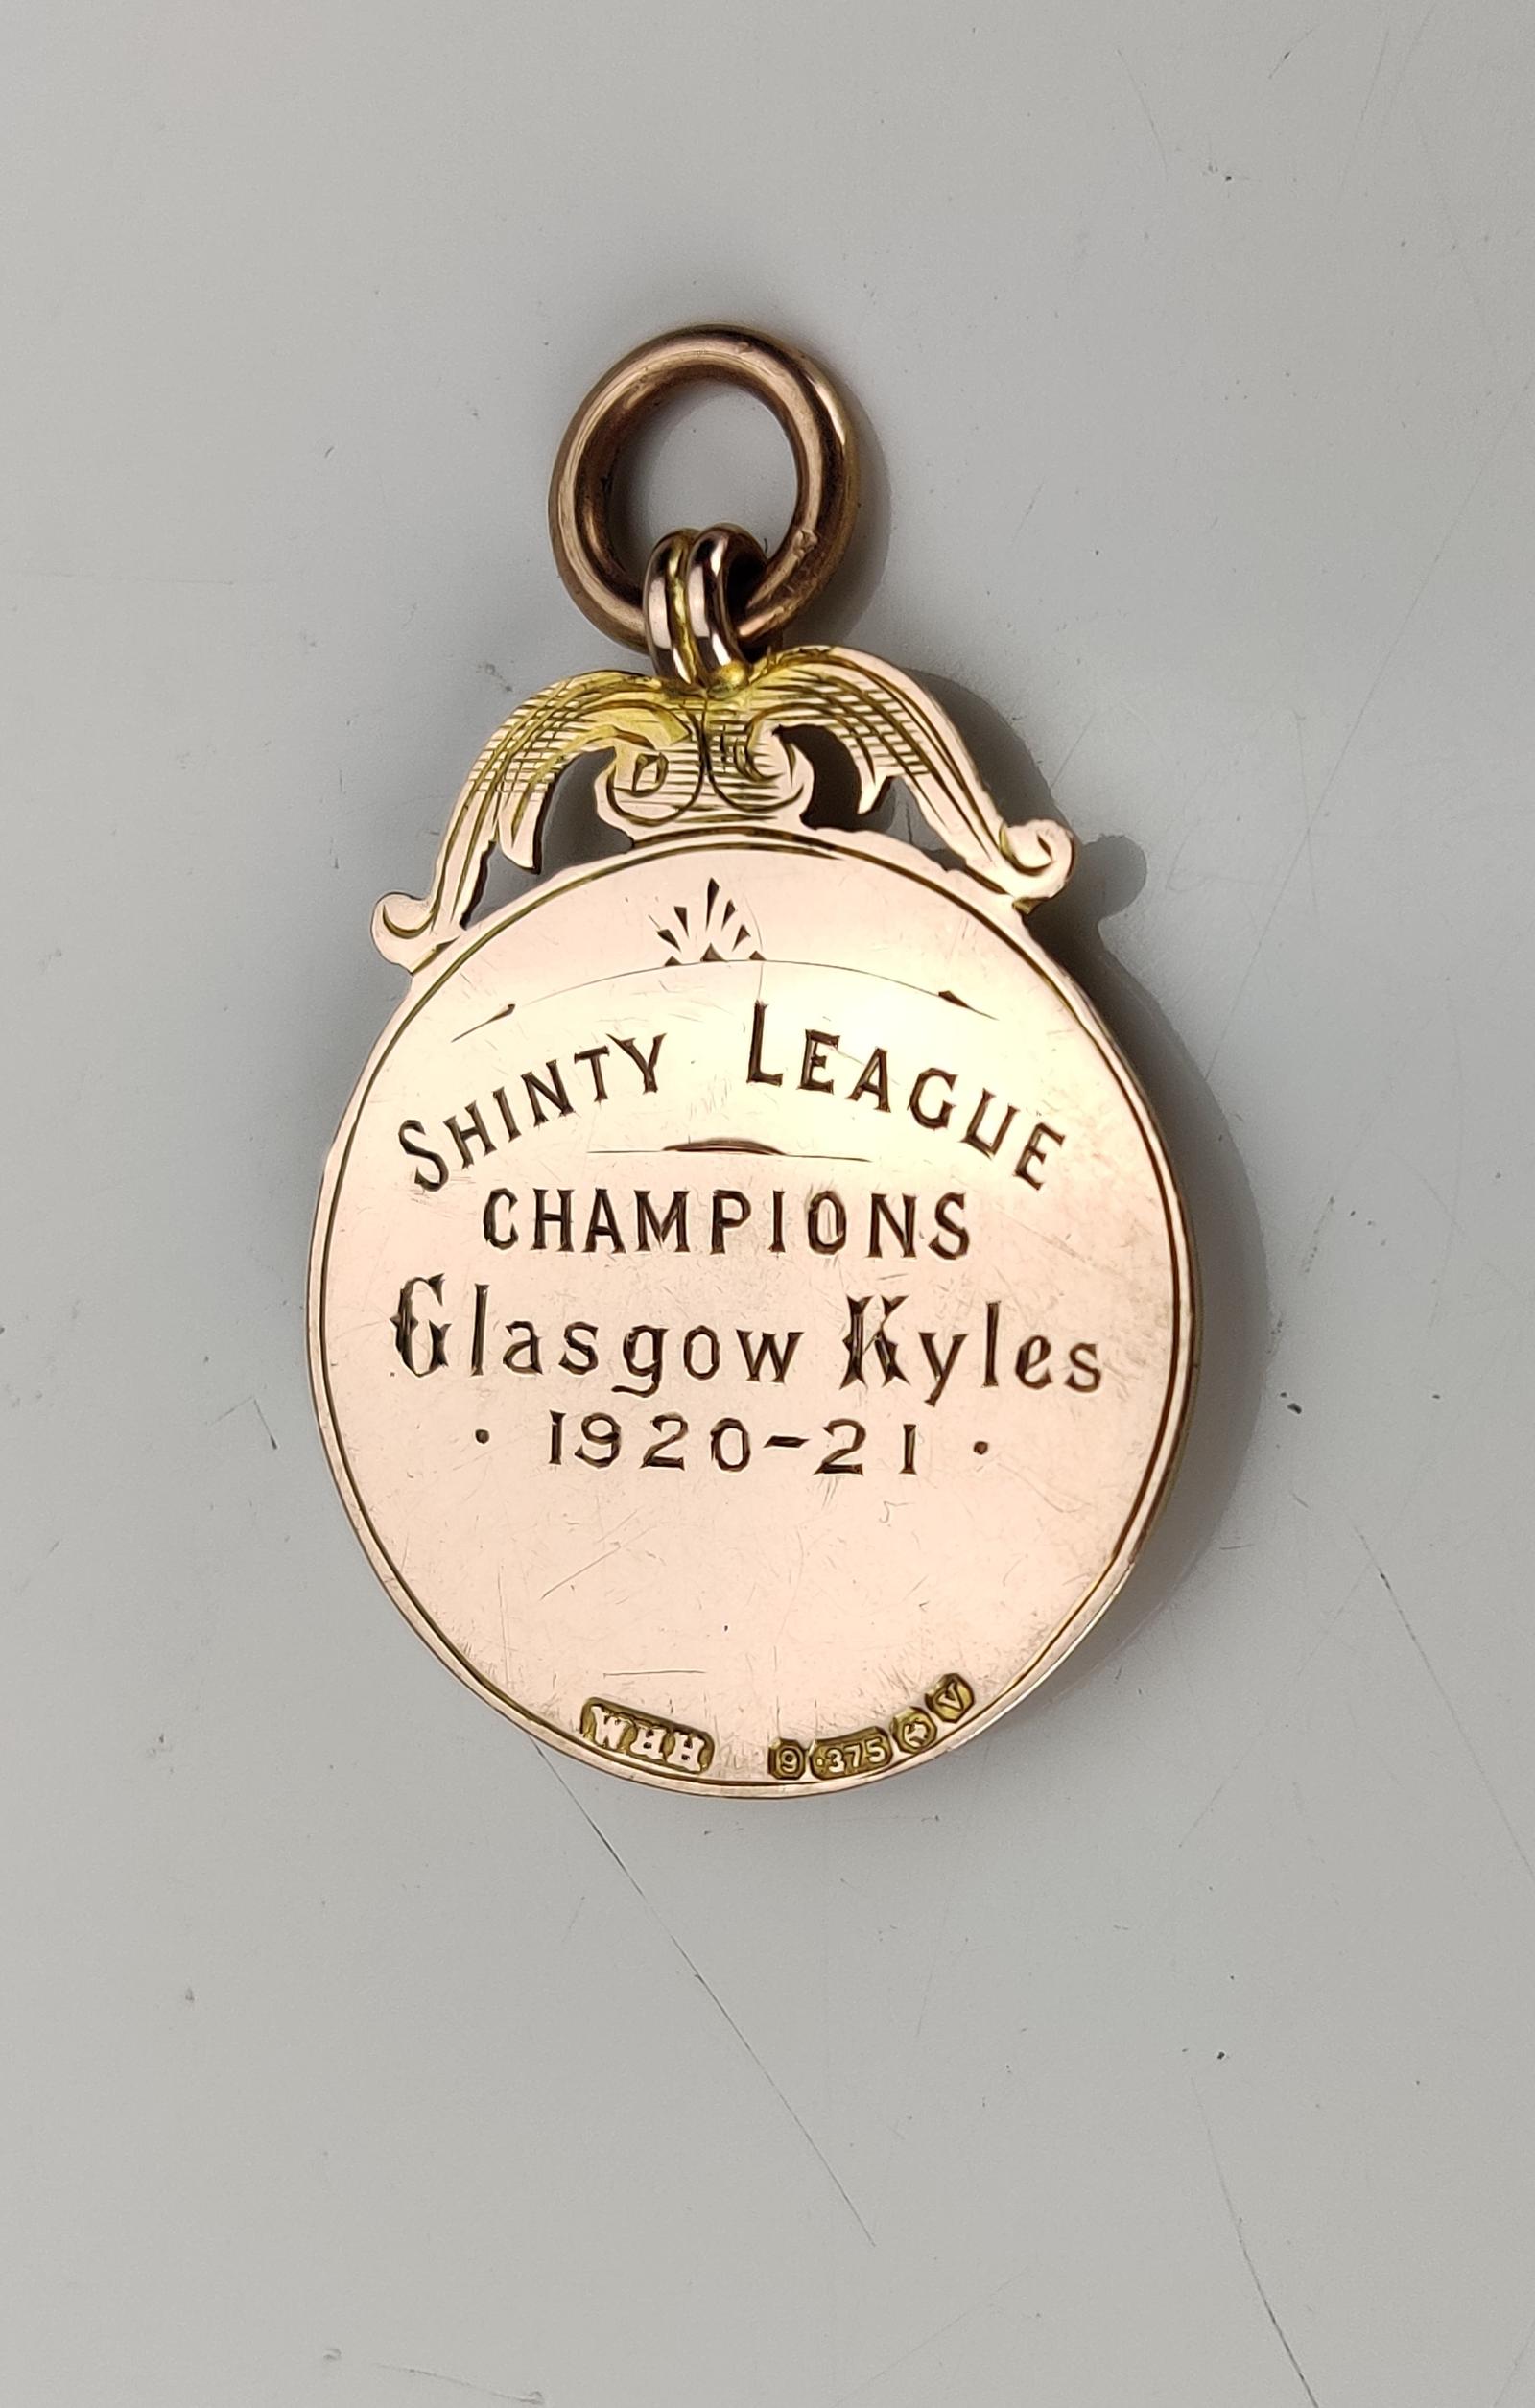 SHINTY LEAGUE
CHAMPIONS
Glasgow Kyles
· 1920-21 ·
WHH 9 .375 V